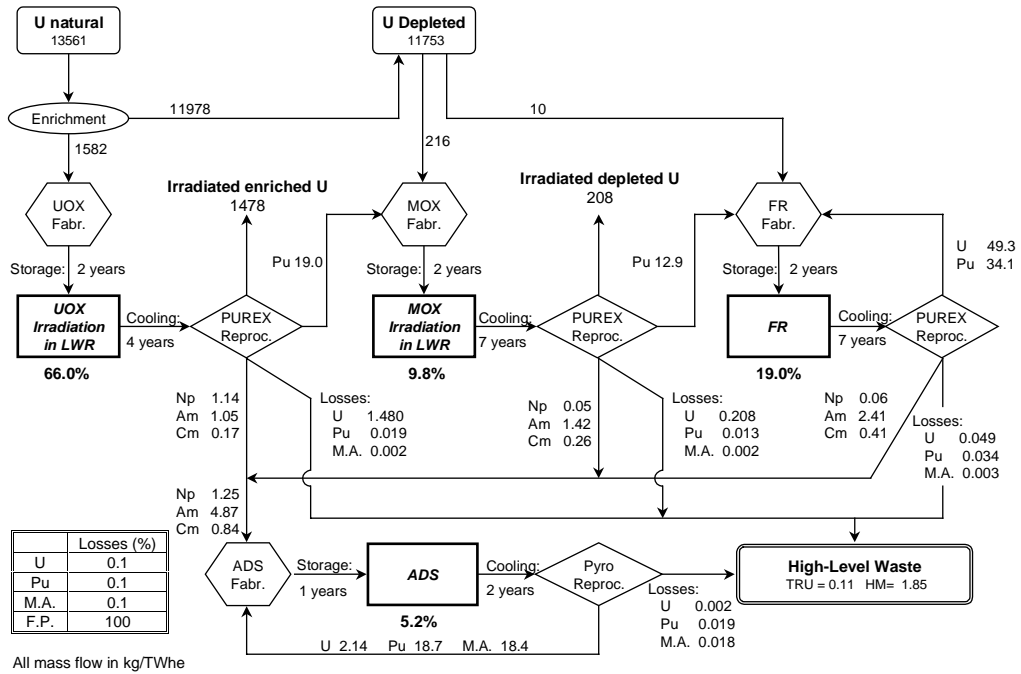 U natural
13561
U Depleted
11753
Enrichment
11978
10
1582
216
Irradiated enriched U
1478
Irradiated depleted U
208
UOX
Fabr.
MOX
Fabr.
FR
Fabr.
Pu 19.0
Pu 12.9
U 49.3
Pu 34.1
Storage: 2 years
Storage: 2 years
Storage: 2 years
UOX
Irradiation
in LWR
Cooling:
4 years
PUREX
Reproc.
MOX
Irradiation
in LWR
Cooling:
7 years
PUREX
Reproc.
FR
Cooling:
7 years
PUREX
Reproc.
66.0%
9.8%
19.0%
Np 1.14
Am 1.05
Cm 0.17
Losses:
U 1.480
Pu 0.019
M.A. 0.002
Np 0.05
Am 1.42
Cm 0.26
Losses:
U 0.208
Pu 0.013
M.A. 0.002
Np 0.06
Am 2.41
Cm 0.41
Losses:
U 0.049
Pu 0.034
M.A. 0.003
Np 1.25
Am 4.87
Cm 0.84
Losses (%)
U 0.1
Pu 0.1
M.A. 0.1
F.P. 100
ADS
Fabr.
Storage:
1 years
ADS
Cooling:
2 years
Pyro
Reproc.
5.2%
Losses:
U 0.002
Pu 0.019
M.A. 0.018
High-Level Waste
TRU = 0.11 HM= 1.85
U 2.14 Pu 18.7 M.A. 18.4
All mass flow in kg/TWhe